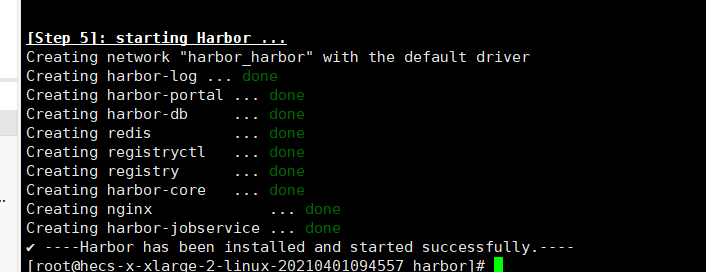 [Step 5]: starting Harbor ...
Creating network "harbor_harbor" with the default driver
Creating harbor-log ... done
Creating harbor-portal ... done
Creating harbor-db     ... done
Creating redis         ... done
Creating registryctl   ... done
Creating registry      ... done
Creating harbor-core   ... done
Creating nginx             ... done
Creating harbor-jobservice ... done
✔ ----Harbor has been installed and started successfully.----
[root@hecs-x-xlarge-2-linux-20210401094557 harbor]#